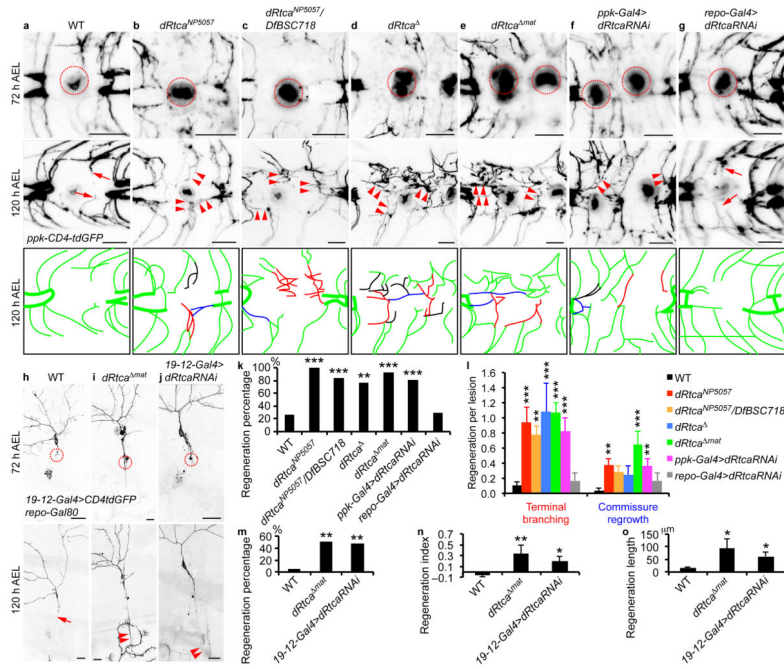 a WT
b dRtca^NP5057
c dRtca^NP5057/DfBSC718
d dRtca^Δ
e dRtca^Δmat
f ppk-Gal4>dRtcaRNAi
g repo-Gal4>dRtcaRNAi
72 h AEL
120 h AEL
ppk-CD4-tdGFP
120 h AEL
h WT
i dRtca^Δmat
j 19-12-Gal4>dRtcaRNAi
72 h AEL
19-12-Gal4>CD4tdGFP
repo-Gal80
120 h AEL
k
%
Regeneration percentage
100
80
60
40
20
0
*** *** ** *** ***
WT
dRtca^NP5057
dRtca^NP5057/DfBSC718
dRtca^Δ
dRtca^Δmat
ppk-Gal4>dRtcaRNAi
repo-Gal4>dRtcaRNAi
l
Regeneration per lesion
1.6
1.4
1.2
1.0
0.8
0.6
0.4
0.2
0
*** ** *** *** ***
** *** **
Terminal branching
Commissure regrowth
WT
dRtca^NP5057
dRtca^NP5057/DfBSC718
dRtca^Δ
dRtca^Δmat
ppk-Gal4>dRtcaRNAi
repo-Gal4>dRtcaRNAi
m
%
Regeneration percentage
60
40
20
0
** **
WT
dRtca^Δmat
19-12-Gal4>dRtcaRNAi
n
Regeneration index
0.7
0.5
0.3
0.1
−0.1
** *
WT
dRtca^Δmat
19-12-Gal4>dRtcaRNAi
o
μm
Regeneration length
150
100
50
0
* *
WT
dRtca^Δmat
19-12-Gal4>dRtcaRNAi